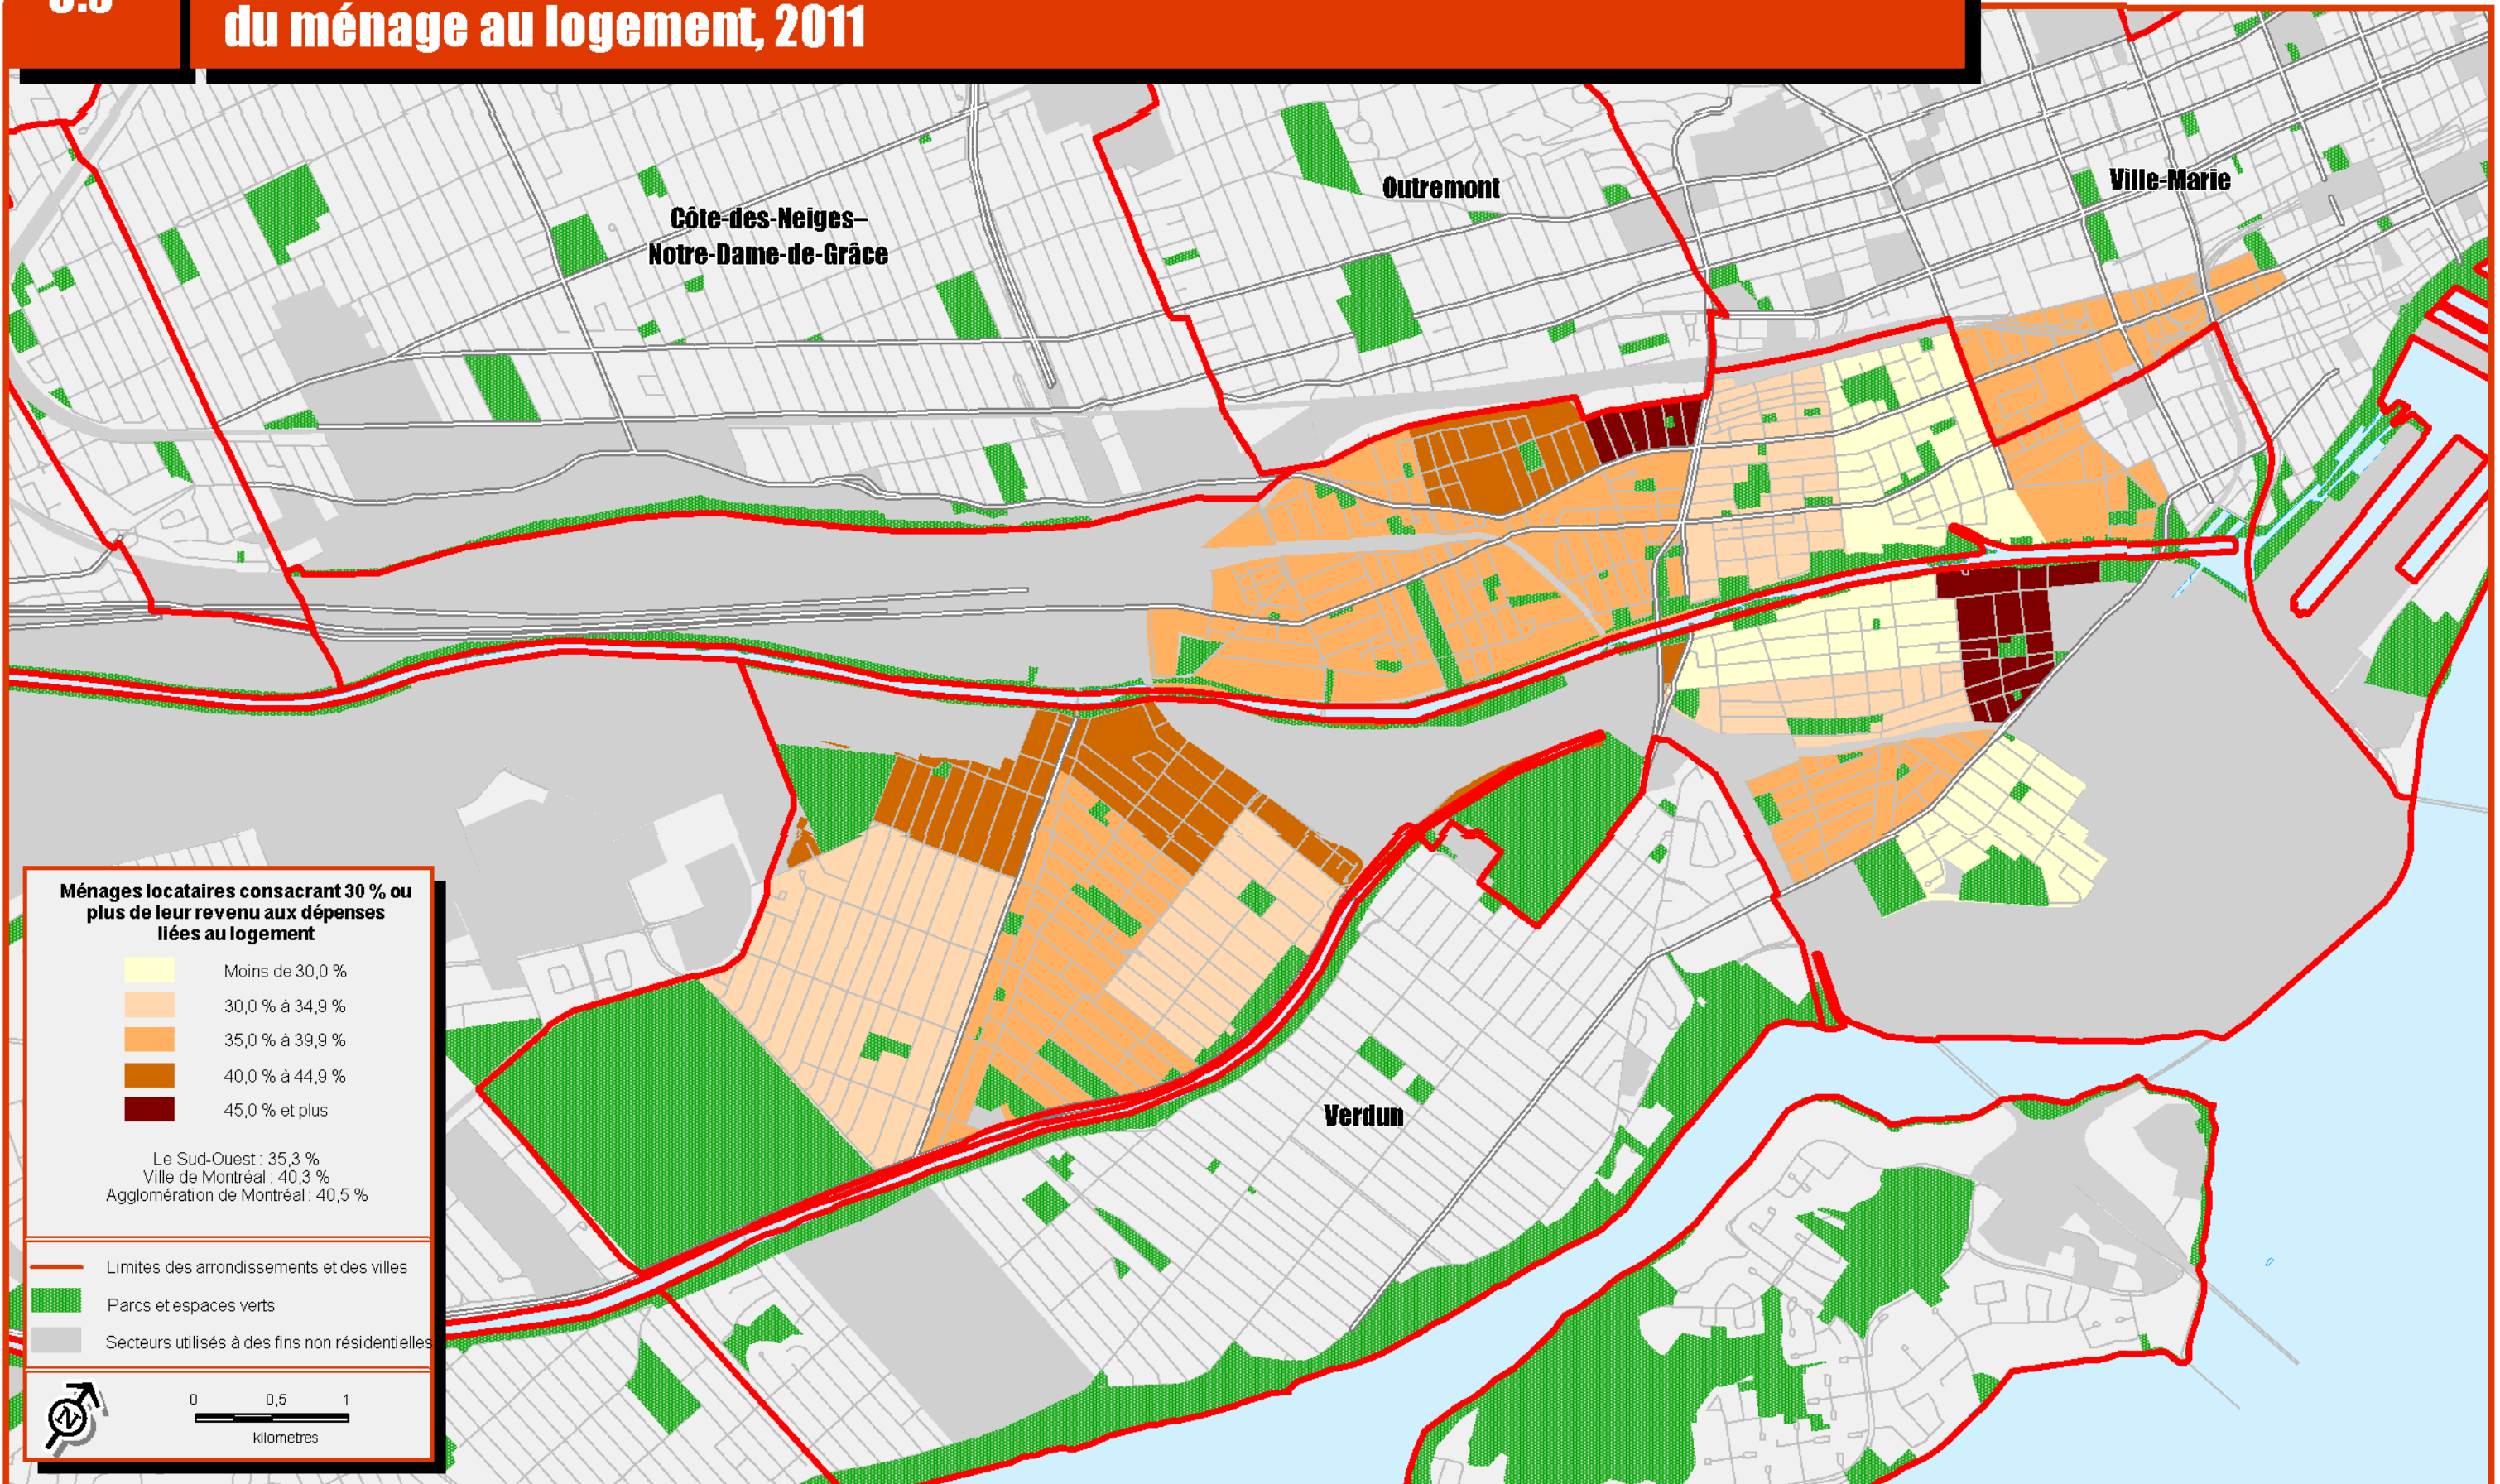 du ménage au logement, 2011
Côte-des-Neiges–
Notre-Dame-de-Grâce
Outremont
Ville-Marie
Verdun
Ménages locataires consacrant 30 % ou
plus de leur revenu aux dépenses
liées au logement
Moins de 30,0 %
30,0 % à 34,9 %
35,0 % à 39,9 %
40,0 % à 44,9 %
45,0 % et plus
Le Sud-Ouest : 35,3 %
Ville de Montréal : 40,3 %
Agglomération de Montréal : 40,5 %
Limites des arrondissements et des villes
Parcs et espaces verts
Secteurs utilisés à des fins non résidentielles
N
0 0,5 1
kilometres